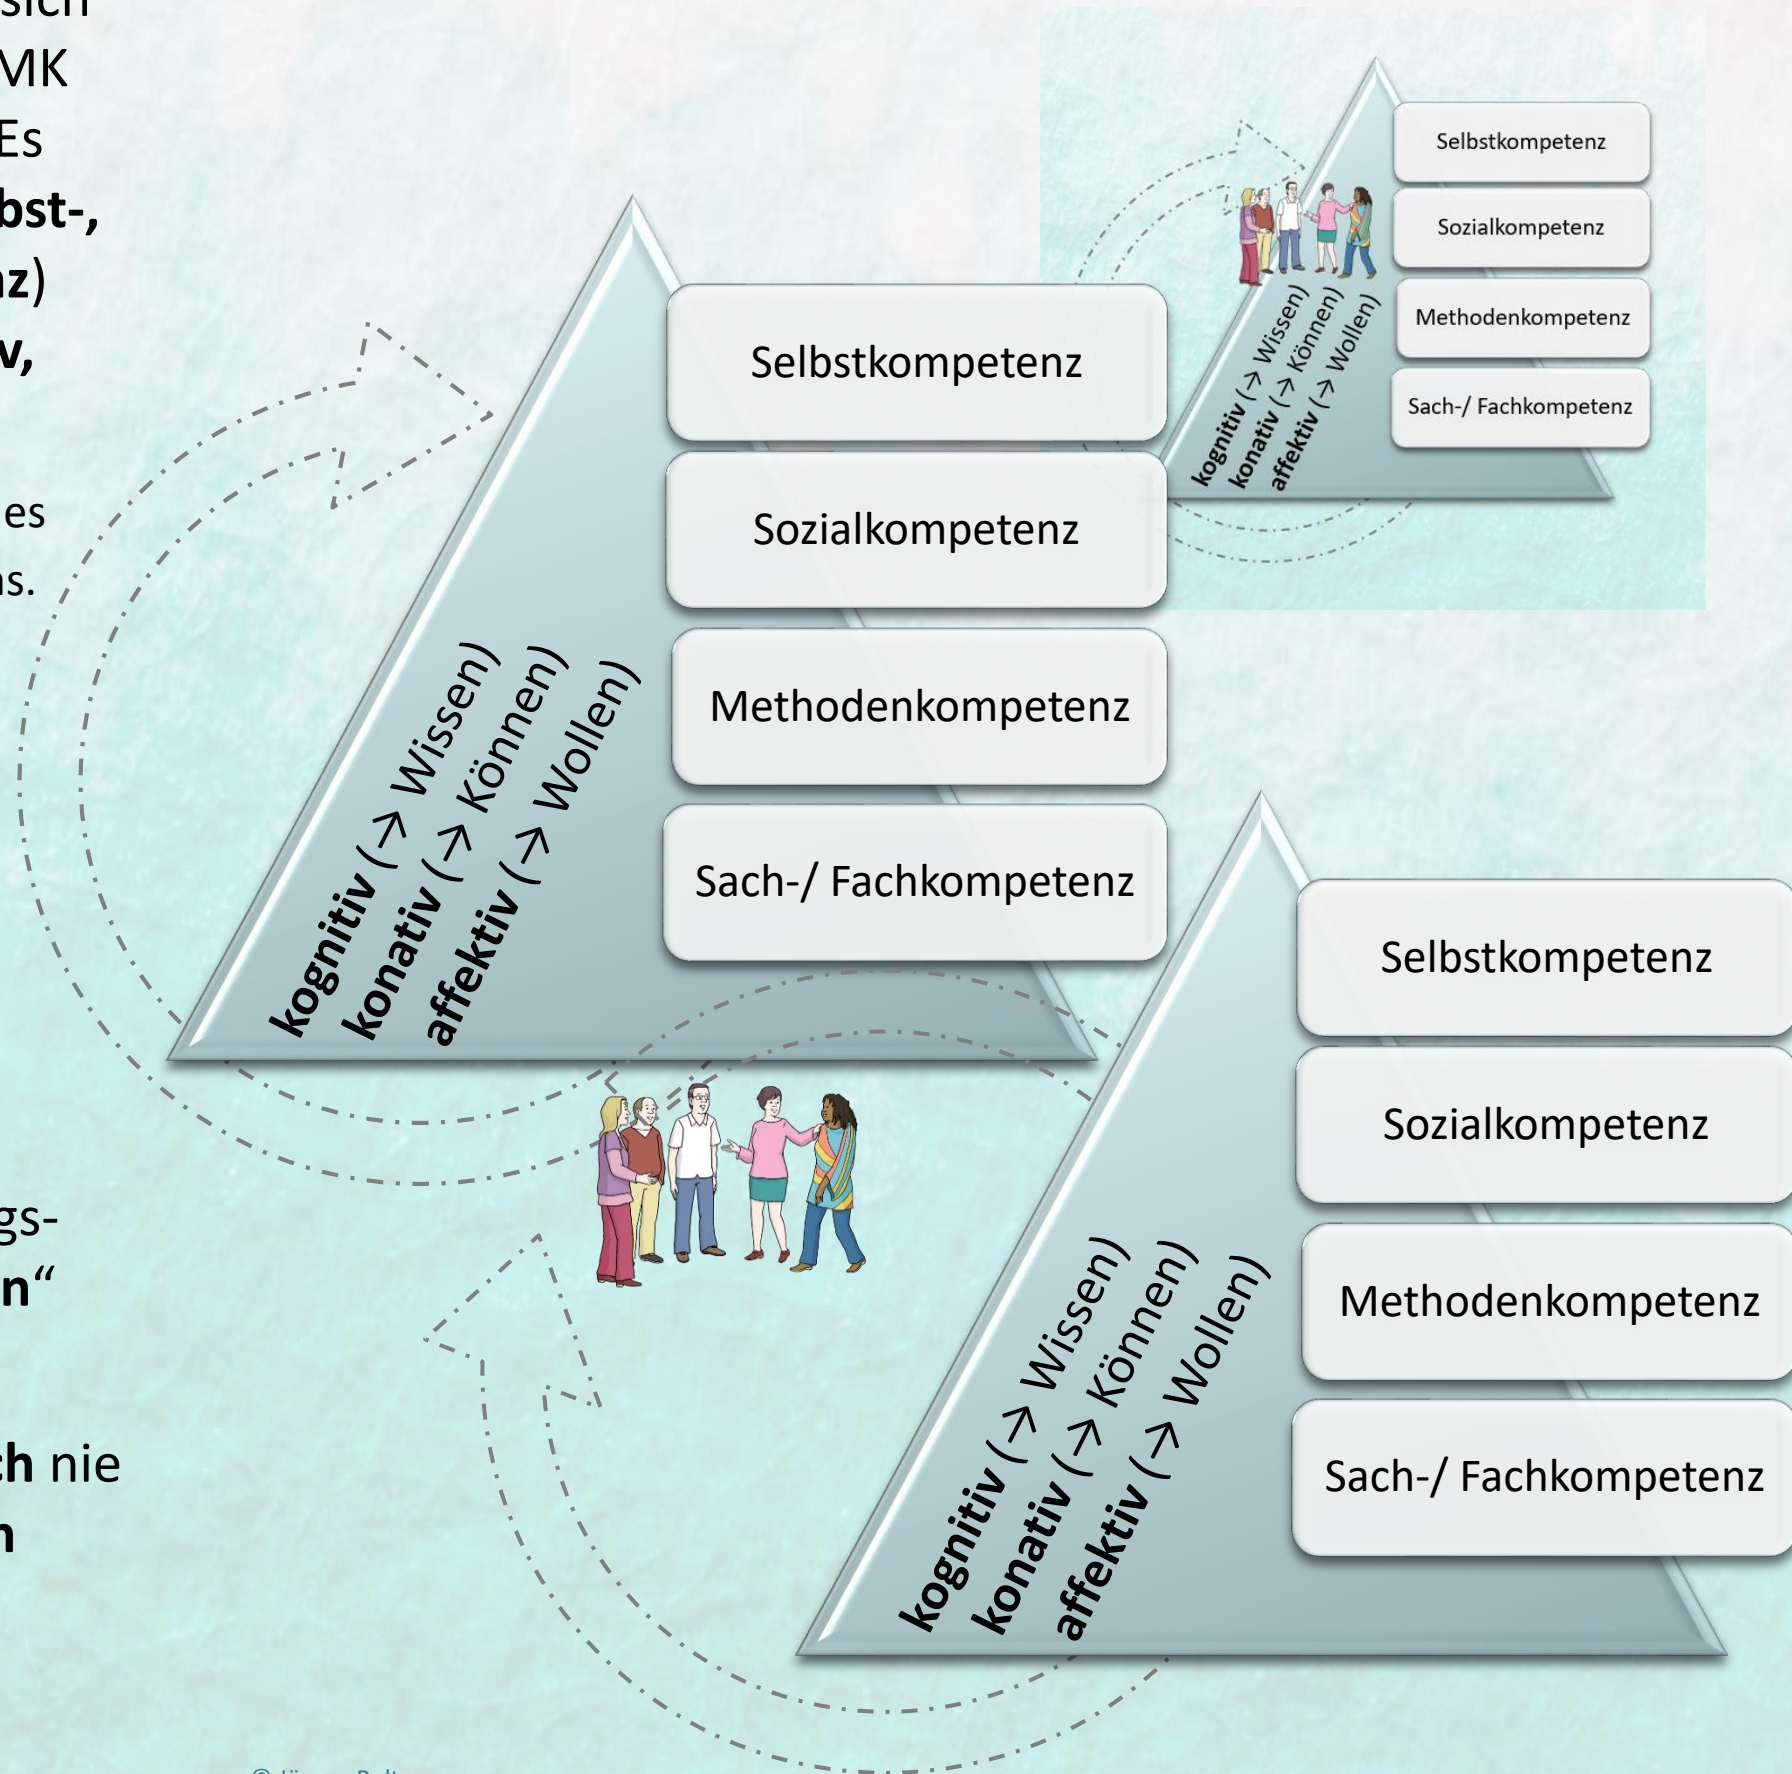 sich
MK
Es
bst-,
nz)
v,
es
ns.
gs-
n“
ch nie
n
Selbstkompetenz
Sozialkompetenz
Methodenkompetenz
Sach-/ Fachkompetenz
kognitiv (→ Wissen)
konativ (→ Können)
affektiv (→ Wollen)
Selbstkompetenz
Sozialkompetenz
Methodenkompetenz
Sach-/ Fachkompetenz
kognitiv (→ Wissen)
konativ (→ Können)
affektiv (→ Wollen)
Selbstkompetenz
Sozialkompetenz
Methodenkompetenz
Sach-/ Fachkompetenz
kognitiv (→ Wissen)
konativ (→ Können)
affektiv (→ Wollen)